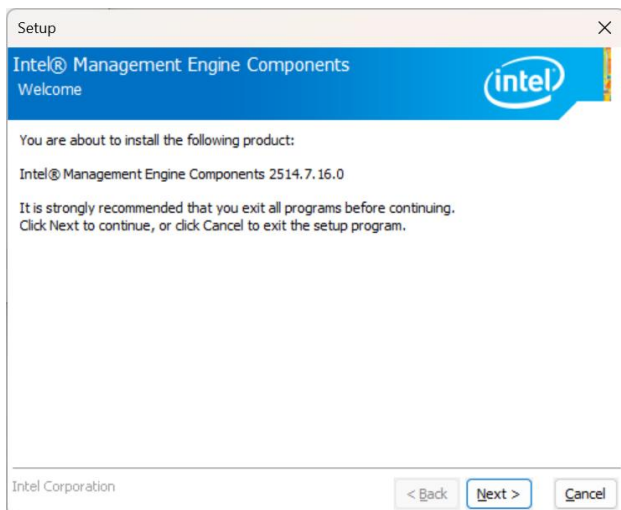 Setup
Intel® Management Engine Components
Welcome
intel
You are about to install the following product:
Intel® Management Engine Components 2514.7.16.0
It is strongly recommended that you exit all programs before continuing.
Click Next to continue, or click Cancel to exit the setup program.
Intel Corporation
< Back
Next >
Cancel